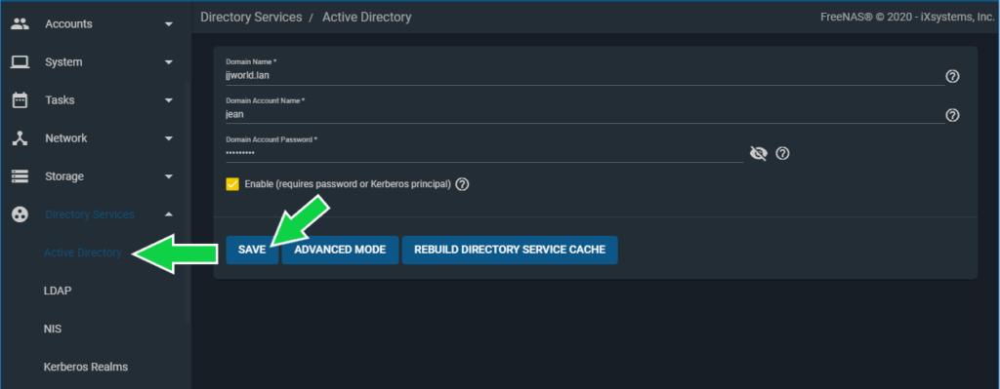 Directory Services / Active Directory
FreeNAS® © 2020 - iXsystems, Inc.
Accounts
System
Tasks
Network
Storage
Directory Services
Active Directory
LDAP
NIS
Kerberos Realms
Domain Name *
jjworld.lan
Domain Account Name *
jean
Domain Account Password *
•••••••••
Enable (requires password or Kerberos principal)
SAVE
ADVANCED MODE
REBUILD DIRECTORY SERVICE CACHE